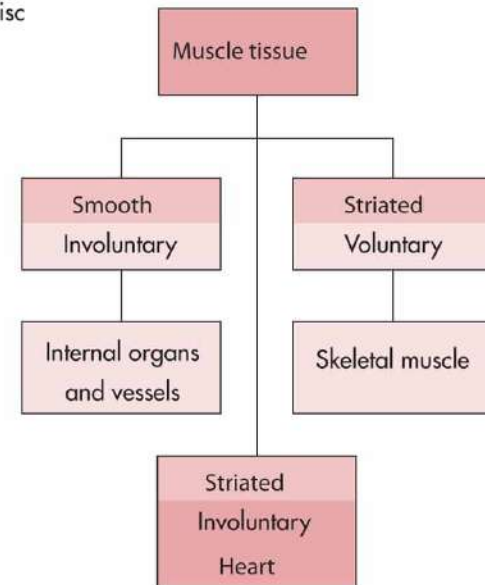 isc
Muscle tissue
Smooth
Involuntary
Striated
Voluntary
Internal organs
and vessels
Skeletal muscle
Striated
Involuntary
Heart